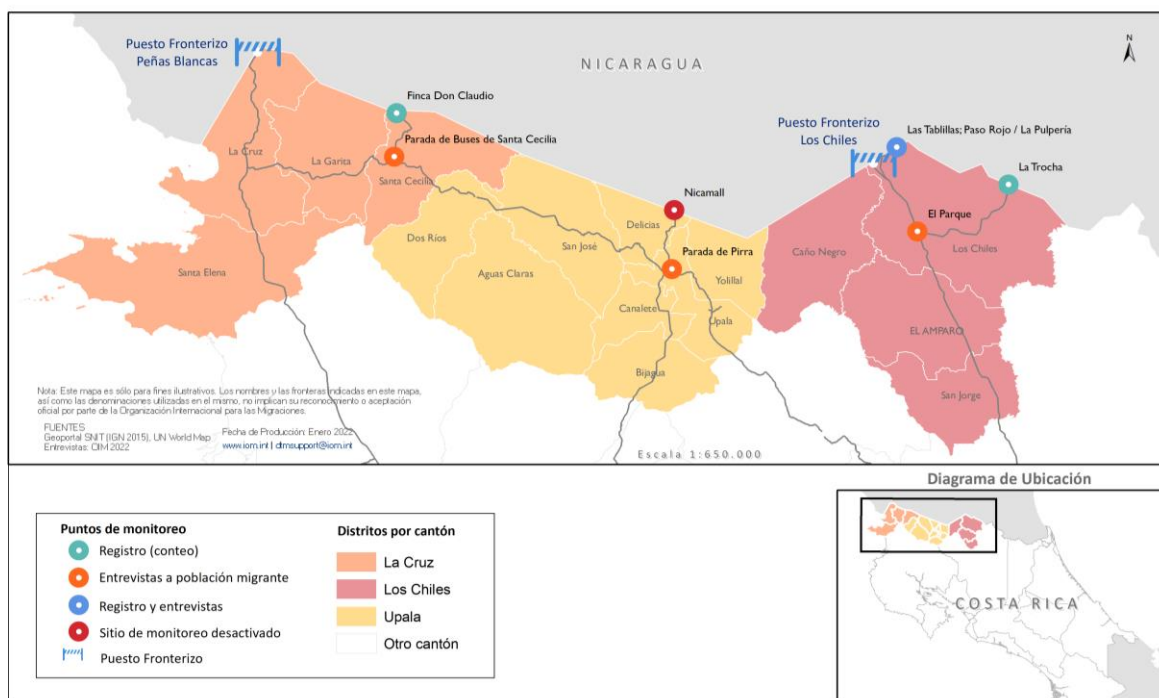 Puesto Fronterizo
Peñas Blancas
NICARAGUA
N
Finca Don Claudio
Parada de Buses de Santa Cecilia
Puesto Fronterizo
Los Chiles
Las Tablillas; Paso Rojo / La Pulpería
La Trocha
La Cruz
La Garita
Santa Cecilia
Nicamall
El Parque
Delicias
Dos Ríos
San José
Parada de Pirra
Caño Negro
Los Chiles
Santa Elena
Aguas Claras
Yolillal
Canalete
Upala
EL AMPARO
Bijagua
San Jorge
Nota: Este mapa es sólo para fines ilustrativos. Los nombres y las fronteras indicadas en este mapa,
así como las denominaciones utilizadas en el mismo, no implican su reconocimiento o aceptación
oficial por parte de la Organización Internacional para las Migraciones.
FUENTES
Geoportal SNIT (IGN 2015), UN World Map
Entrevistas: OIM 2022
Fecha de Producción: Enero 2022
www.iom.int | dtmsupport@iom.int
Escala 1:650.000
Diagrama de Ubicación
Puntos de monitoreo
Registro (conteo)
Entrevistas a población migrante
Registro y entrevistas
Sitio de monitoreo desactivado
Puesto Fronterizo
Distritos por cantón
La Cruz
Los Chiles
Upala
Otro cantón
COSTA RICA